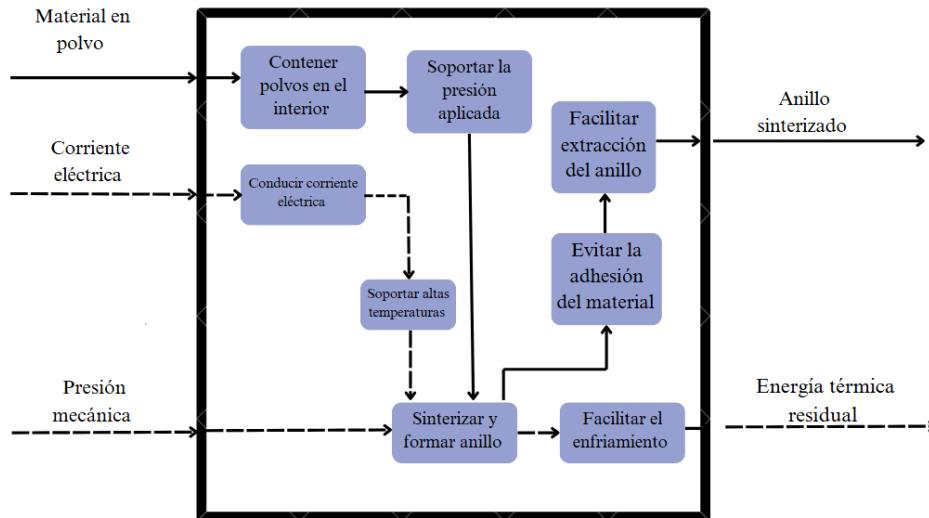 Material en
polvo
Contener
polvos en el
interior
Soportar la
presión
aplicada
Facilitar
extracción
del anillo
Anillo
sinterizado
Corriente
eléctrica
Conducir corriente
eléctrica
Evitar la
adhesión
del material
Soportar altas
temperaturas
Presión
mecánica
Sinterizar y
formar anillo
Facilitar el
enfriamiento
Energía térmica
residual